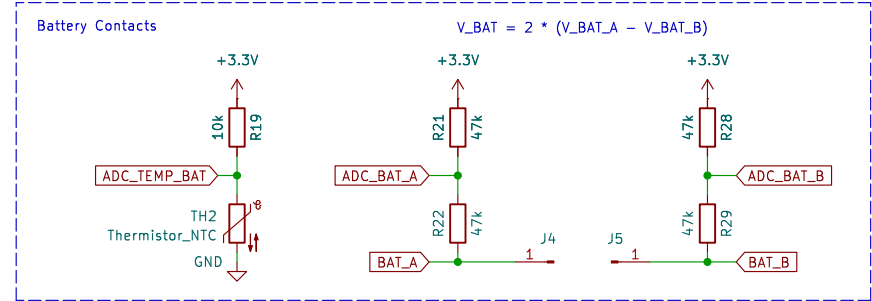 Battery Contacts
V_BAT = 2 * (V_BAT_A - V_BAT_B)
+3.3V
+3.3V
+3.3V
10k
R19
R21
47k
47k
R28
ADC_TEMP_BAT
ADC_BAT_A
ADC_BAT_B
TH2
Thermistor_NTC
θ
R22
47k
47k
R29
J4
J5
GND
BAT_A
1
1
BAT_B